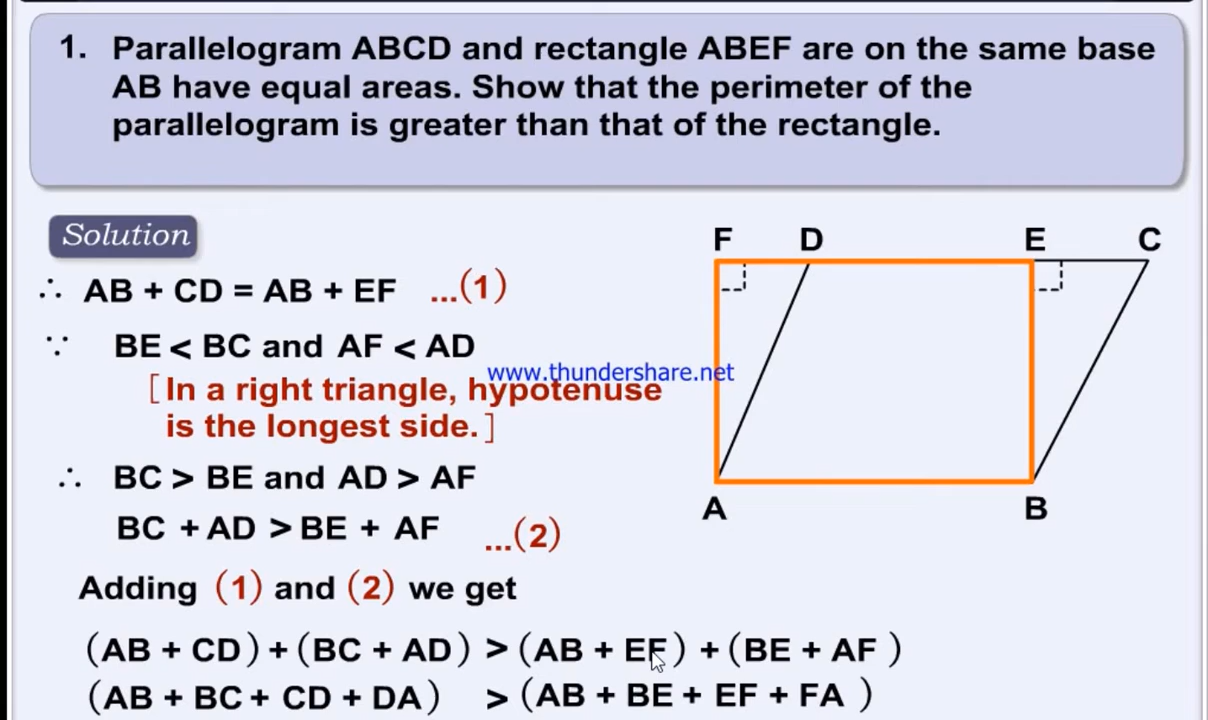 1. Parallelogram ABCD and rectangle ABEF are on the same base
AB have equal areas. Show that the perimeter of the
parallelogram is greater than that of the rectangle.
Solution
∴ AB + CD = AB + EF ...(1)
∵ BE < BC and AF < AD
www.thundershare.net
[In a right triangle, hypotenuse
is the longest side.]
∴ BC > BE and AD > AF
BC + AD > BE + AF ...(2)
Adding (1) and (2) we get
(AB + CD) + (BC + AD) > (AB + EF) + (BE + AF)
(AB + BC + CD + DA) > (AB + BE + EF + FA)
F D E C
A B